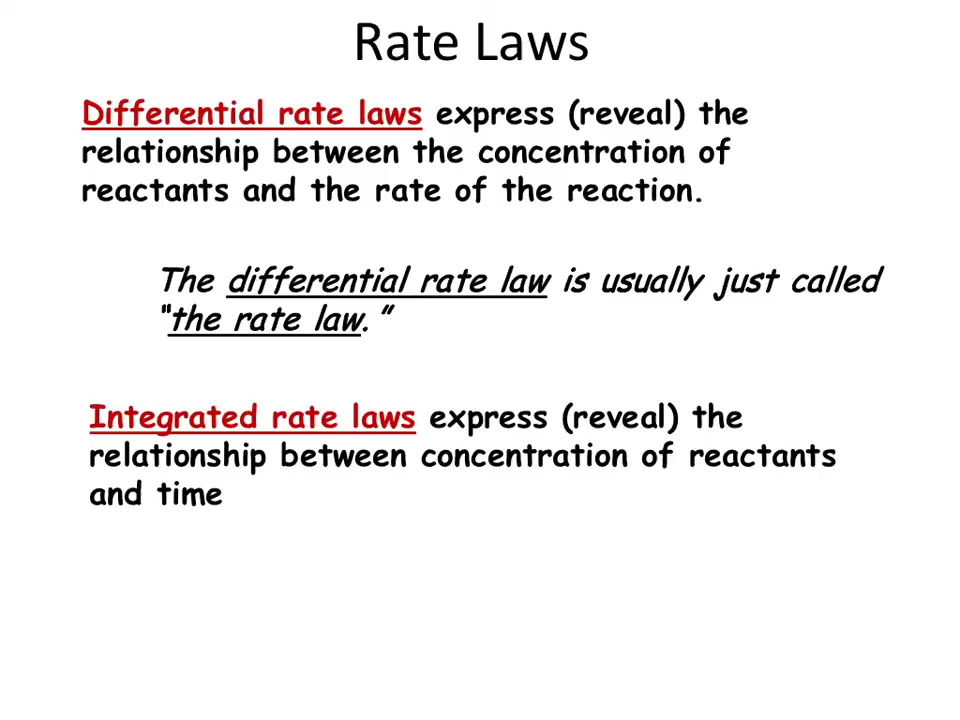 Rate Laws
Differential rate laws express (reveal) the
relationship between the concentration of
reactants and the rate of the reaction.
The differential rate law is usually just called
“the rate law.”
Integrated rate laws express (reveal) the
relationship between concentration of reactants
and time